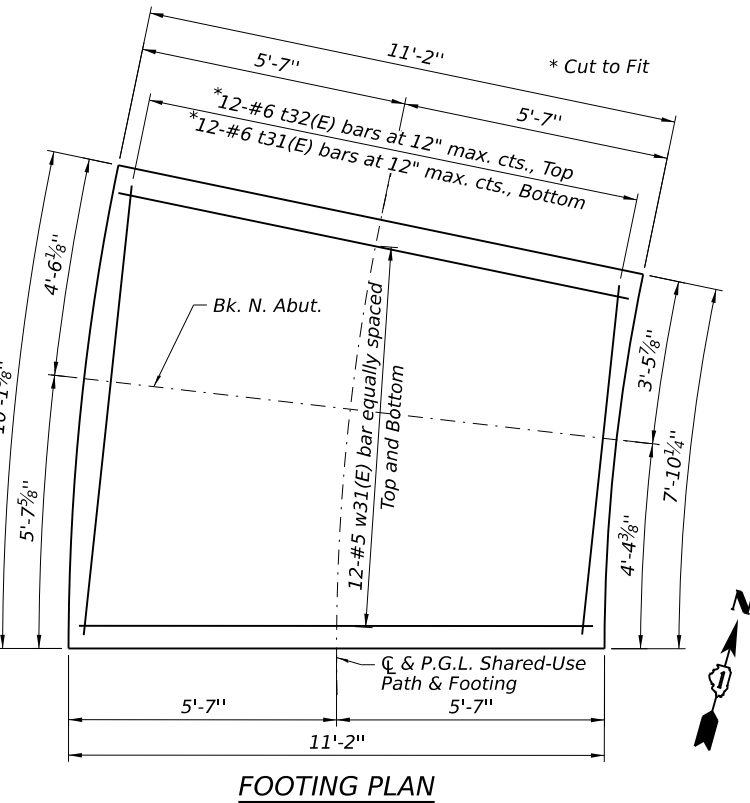 11'-2"
5'-7"
* Cut to Fit
5'-7"
*12-#6 t32(E) bars at 12" max. cts., Top
*12-#6 t31(E) bars at 12" max. cts., Bottom
4'-6⅛"
Bk. N. Abut.
12-#5 w31(E) bar equally spaced
Top and Bottom
3'-5⅞"
7'-10¼"
5'-7⅝"
4'-4⅜"
N
1
℄ & P.G.L. Shared-Use
Path & Footing
5'-7"
5'-7"
11'-2"
FOOTING PLAN